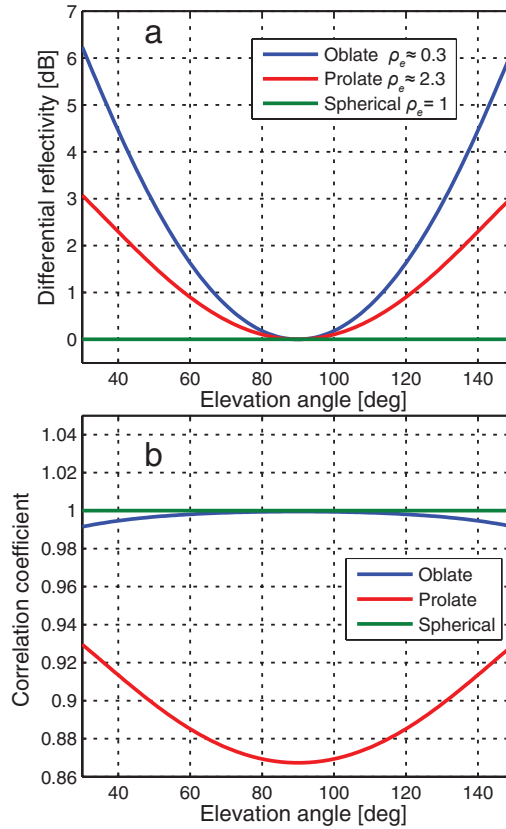 a
Oblate ρe ≈ 0.3
Prolate ρe ≈ 2.3
Spherical ρe = 1
Differential reflectivity [dB]
7
6
5
4
3
2
1
0
40 60 80 100 120 140
Elevation angle [deg]
b
Oblate
Prolate
Spherical
Correlation coefficient
1.04
1.02
1
0.98
0.96
0.94
0.92
0.9
0.88
0.86
40 60 80 100 120 140
Elevation angle [deg]